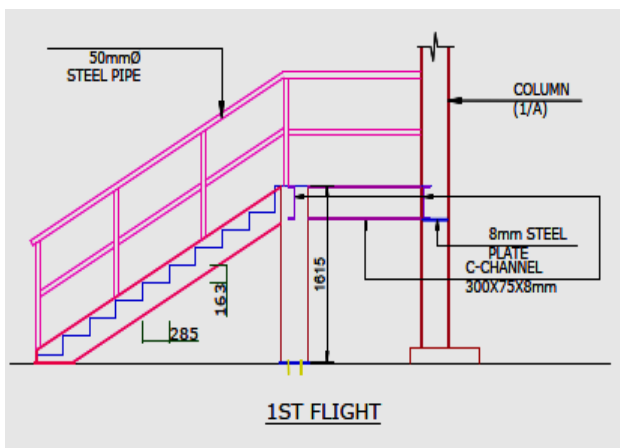 50mmØ
STEEL PIPE
COLUMN
(1/A)
8mm STEEL
PLATE
C-CHANNEL
300X75X8mm
1615
163
285
1ST FLIGHT